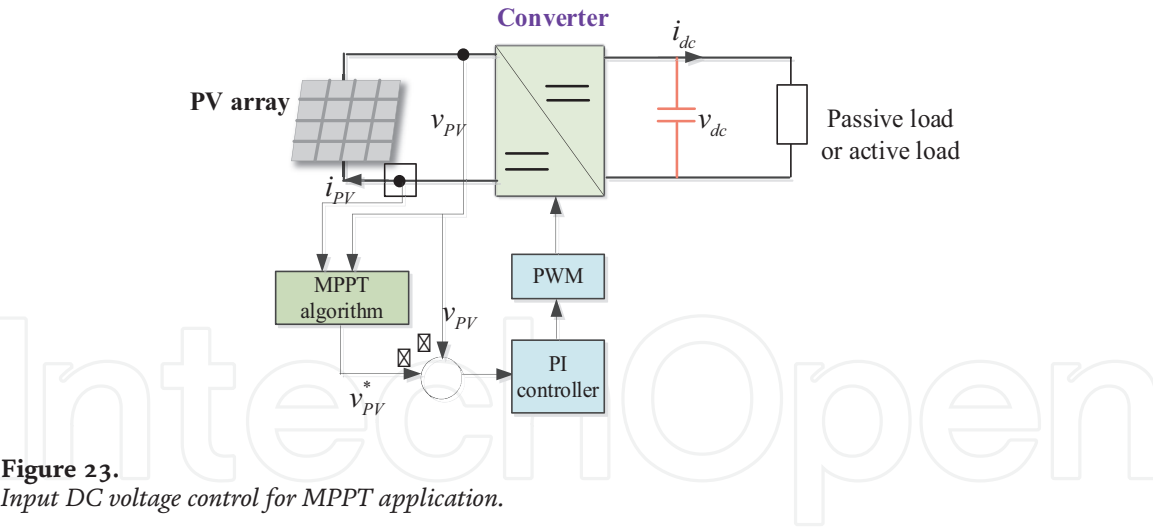 Converter
i_dc
PV array
v_PV
v_dc
Passive load
or active load
i_PV
MPPT
algorithm
PWM
v_PV
PI
controller
v*_PV
IntechOpen
Figure 23.
Input DC voltage control for MPPT application.